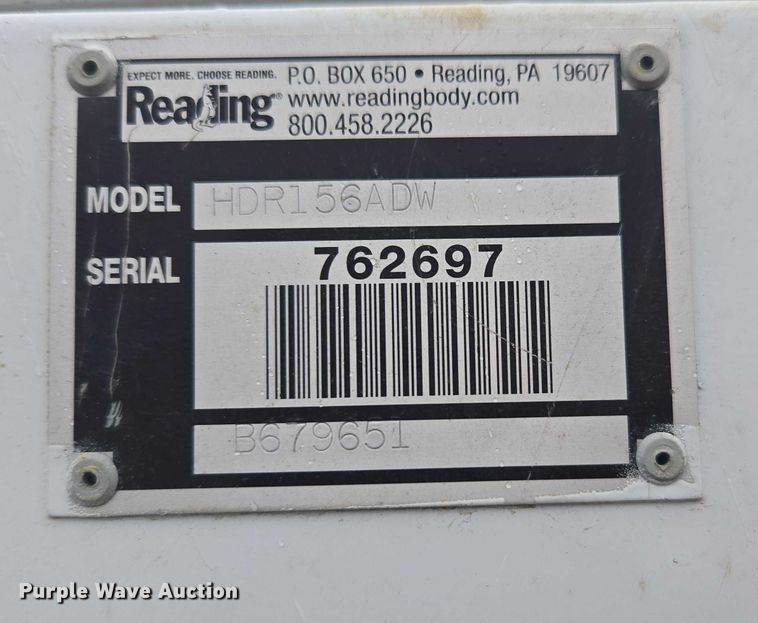 EXPECT MORE. CHOOSE READING.
Reading®
P.O. BOX 650 • Reading, PA 19607
www.readingbody.com
800.458.2226
MODEL HDR156ADW
SERIAL 762697
B679651
Purple Wave Auction